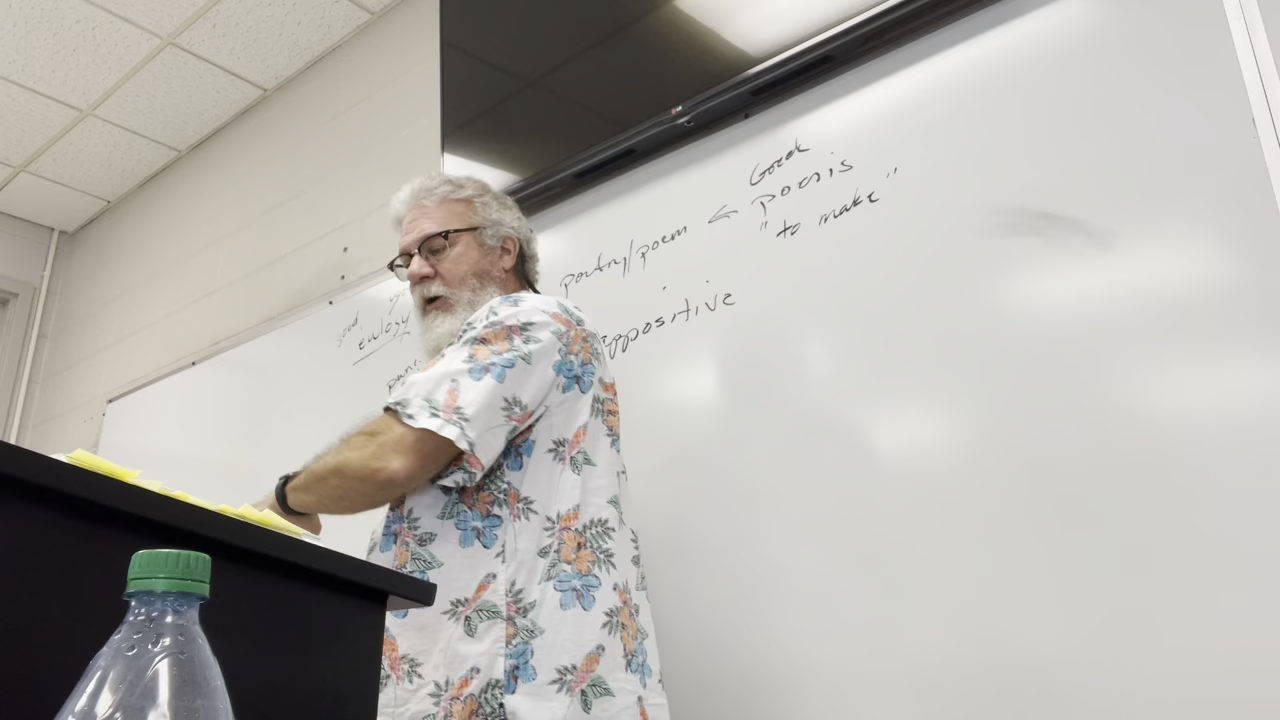 Greek
poetry/poem ← poesis
"to make"
good
eulogy
appositive